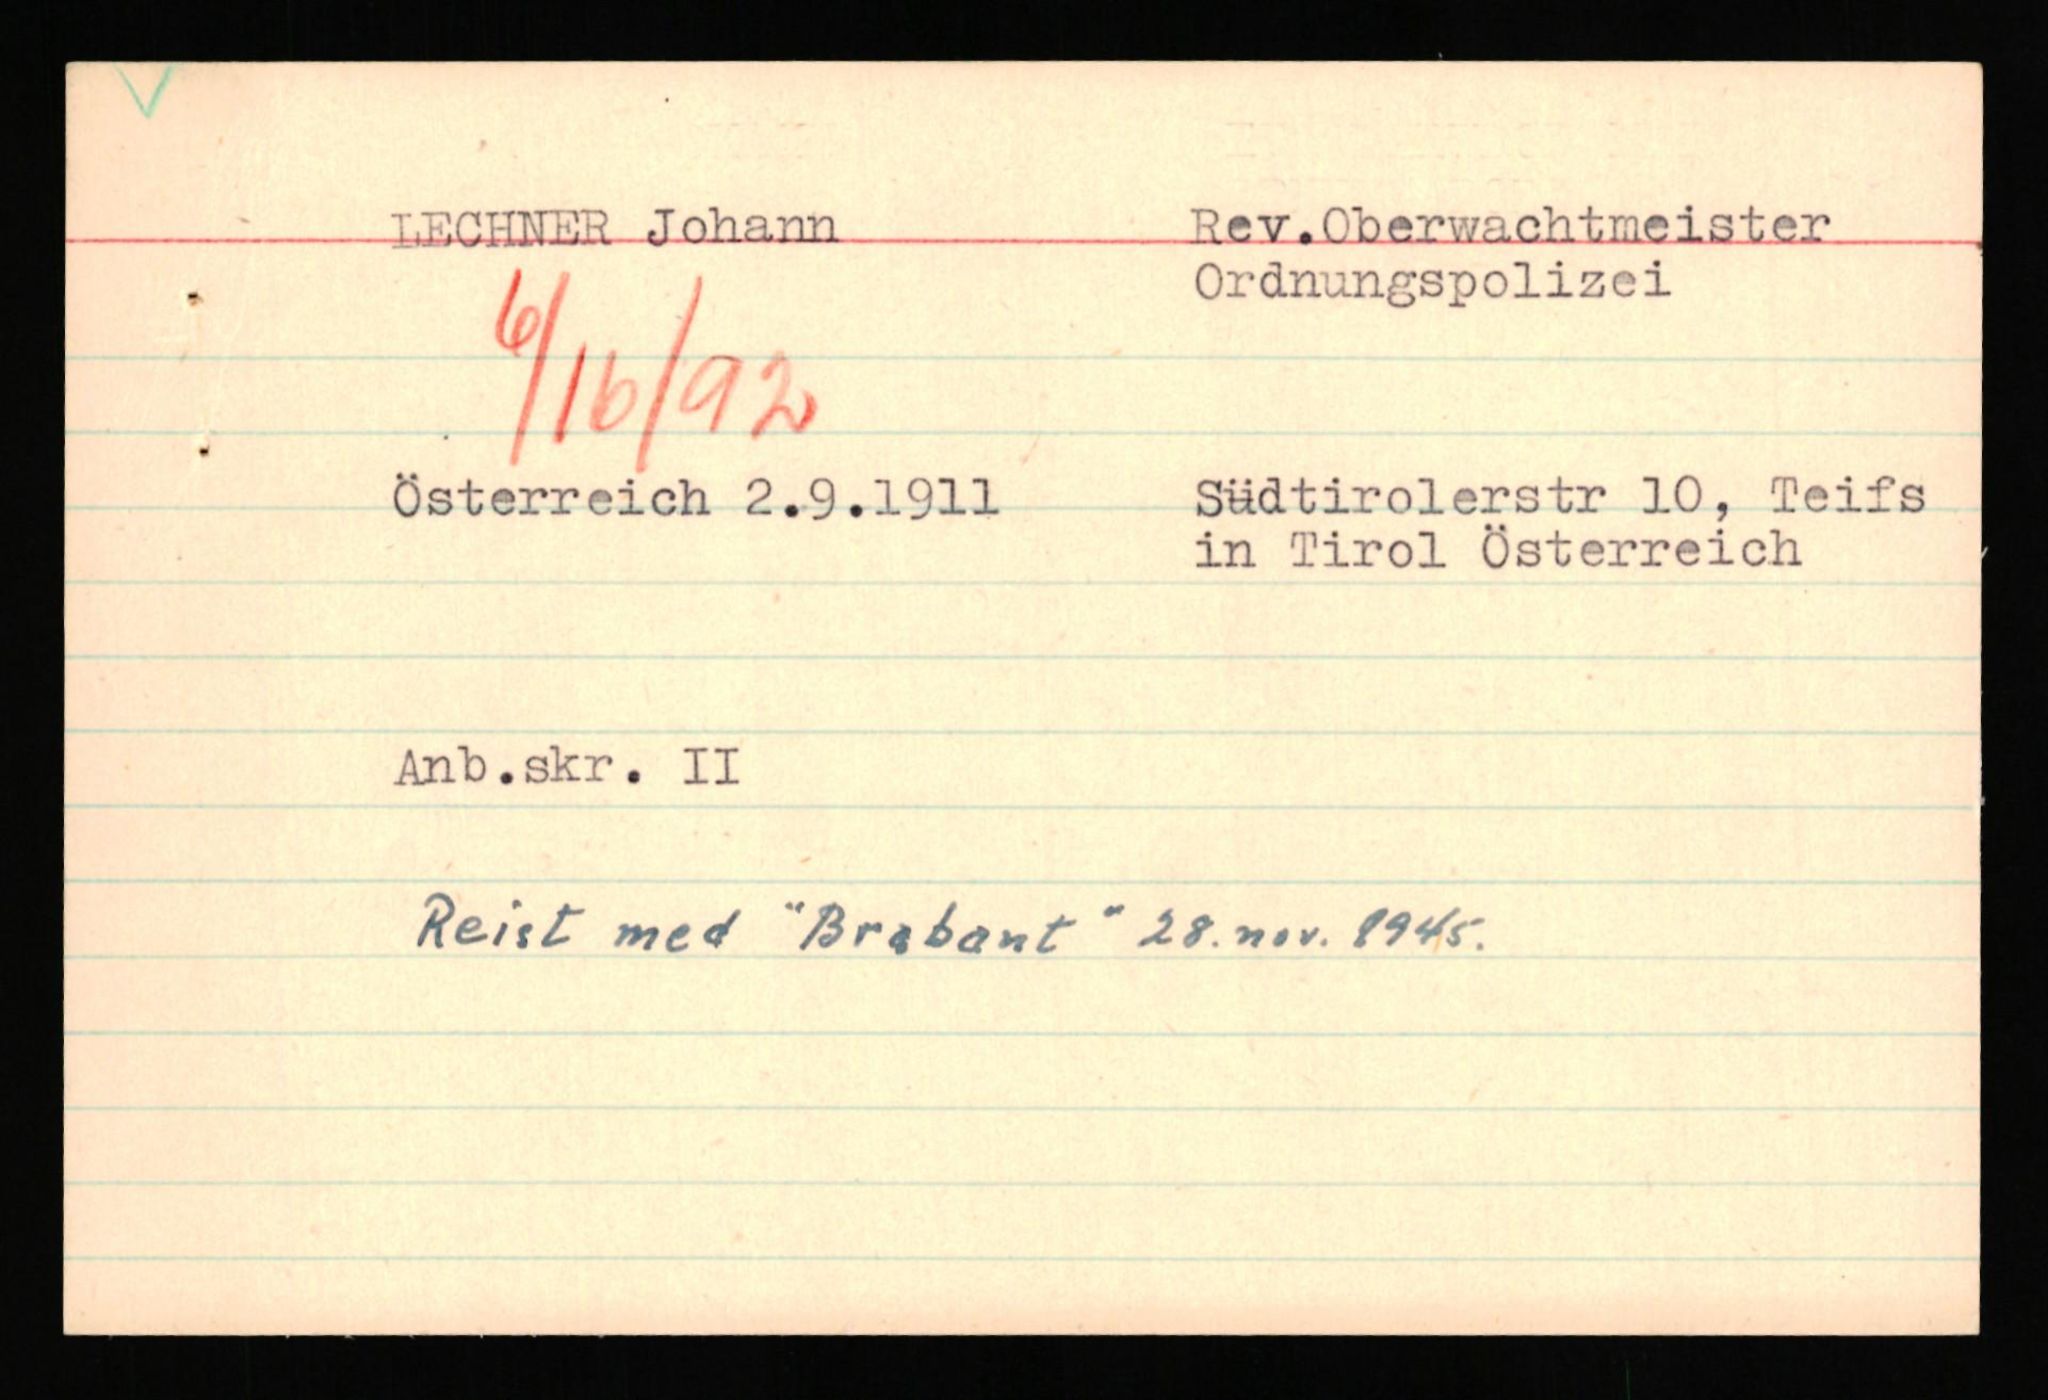 LECHNER Johann
Rev.Oberwachtmeister
Ordnungspolizei
6/16/92
Österreich 2.9.1911
Südtirolerstr 10, Teifs
in Tirol Österreich
Anb.skr. II
Reist med "Brabant" 28. nov. 1945.